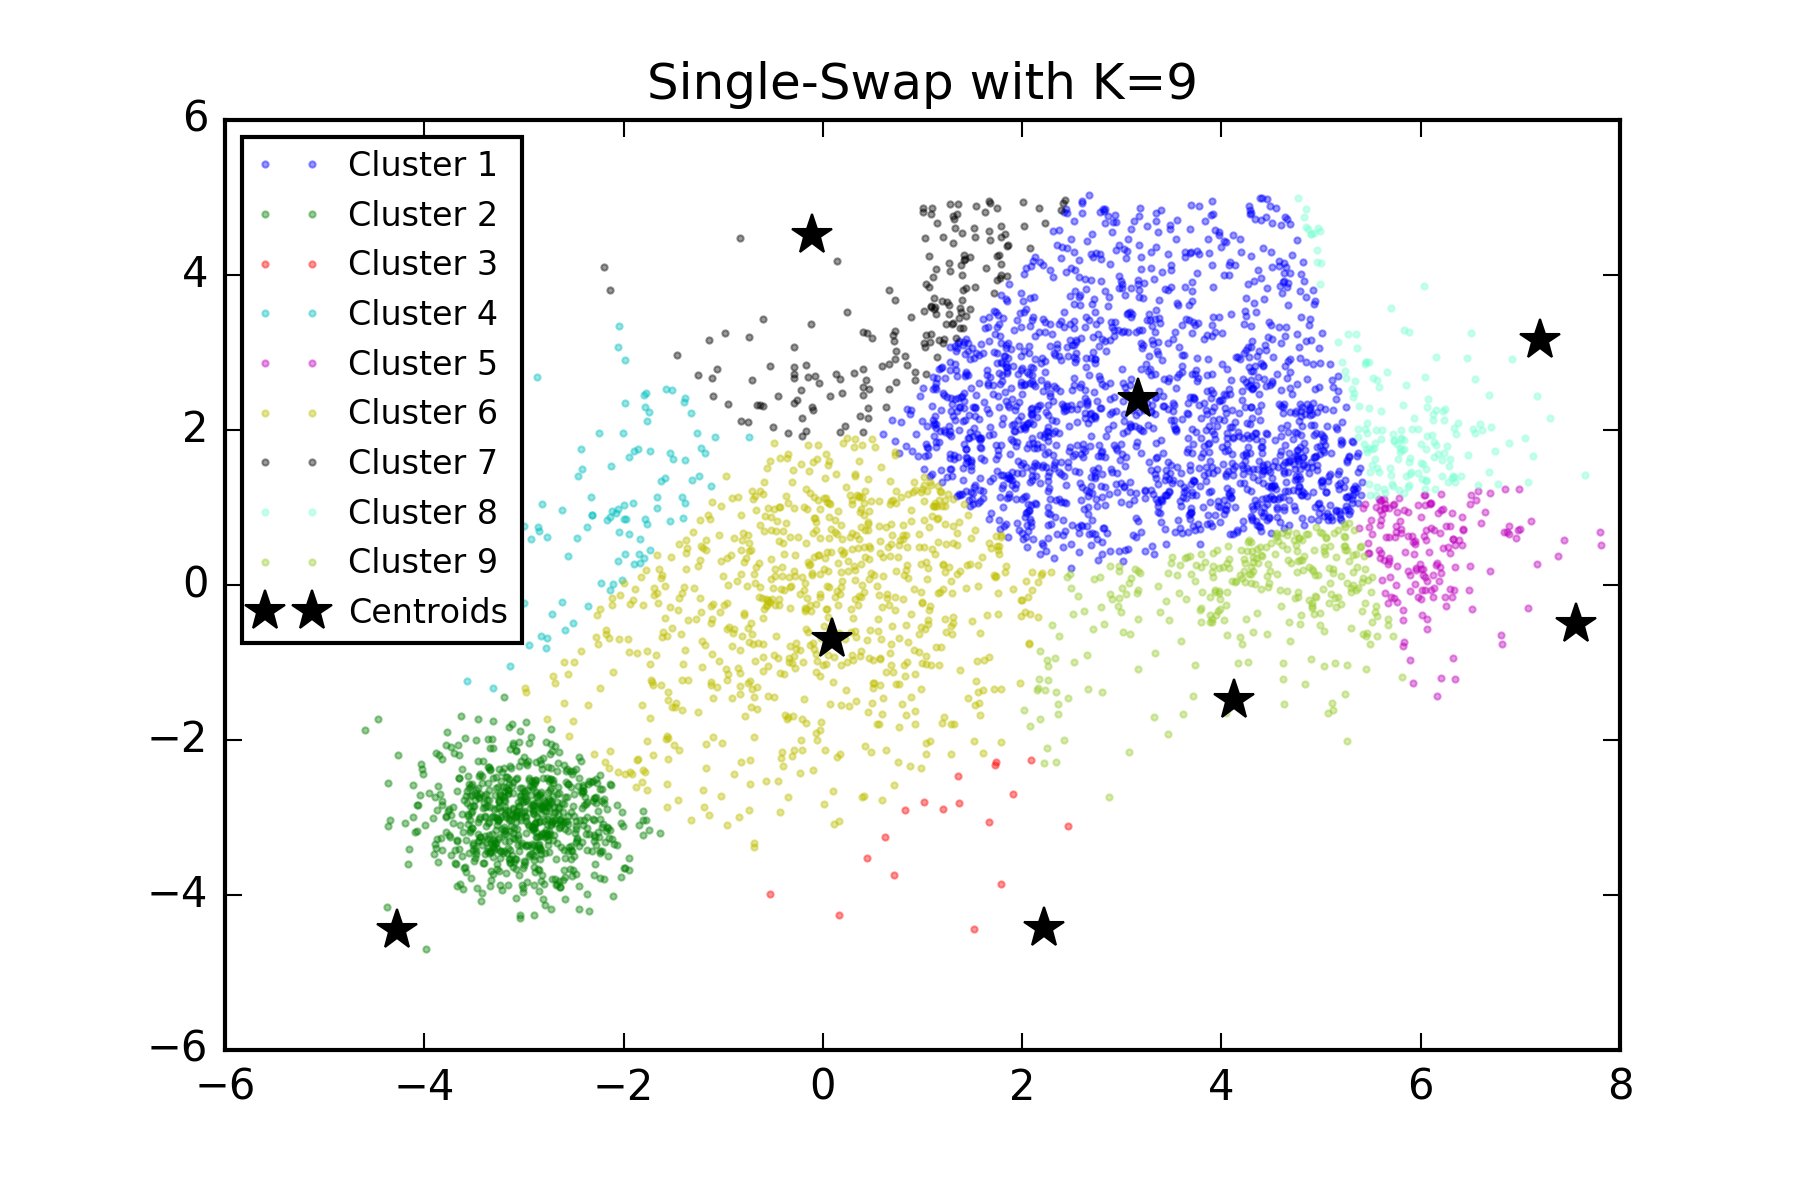 Single-Swap with K=9
6
4
2
0
−2
−4
−6
Cluster 1
Cluster 2
Cluster 3
Cluster 4
Cluster 5
Cluster 6
Cluster 7
Cluster 8
Cluster 9
Centroids
−6 −4 −2 0 2 4 6 8